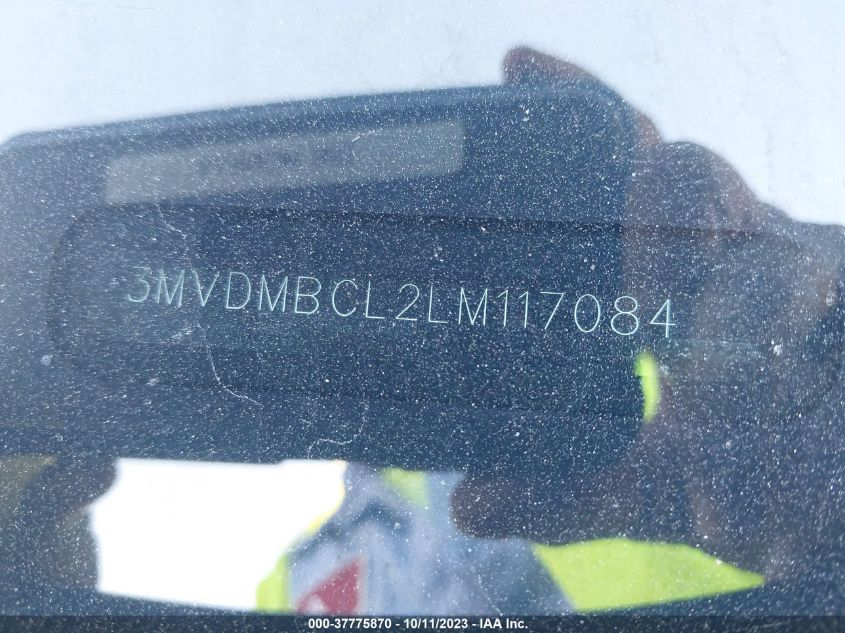 3MVDMBCL2LM117084
000-37775870 - 10/11/2023 - IAA Inc.